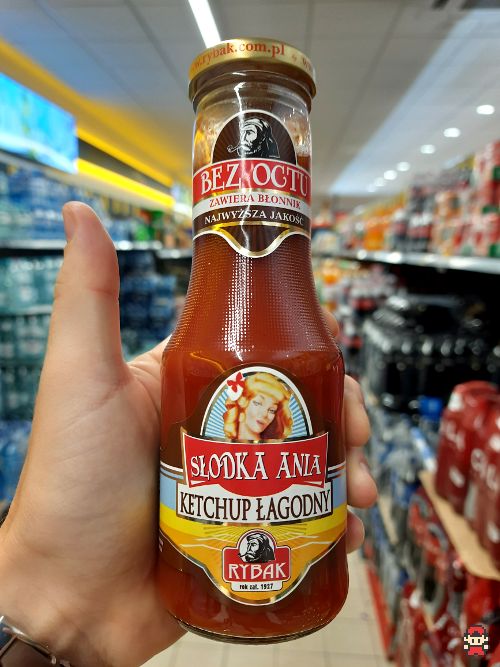 w.rybak.com.pl
BEZ OCTU
ZAWIERA BŁONNIK
NAJWYŻSZA JAKOŚĆ
SŁODKA ANIA
KETCHUP ŁAGODNY
RYBAK
rok zał. 1927